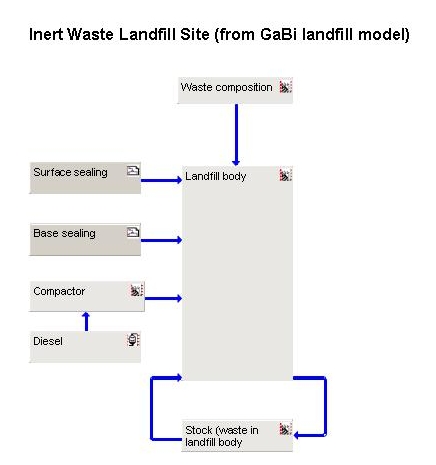 Inert Waste Landfill Site (from GaBi landfill model)
Waste composition
Surface sealing
Landfill body
Base sealing
Compactor
Diesel
Stock (waste in
landfill body